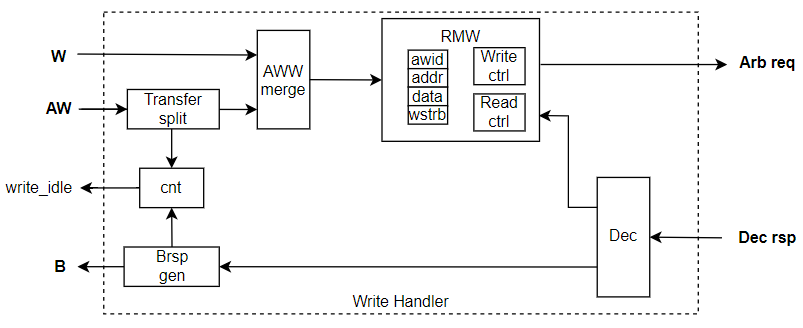 RMW
W
AWW
merge
awid
addr
data
wstrb
Write
ctrl
Read
ctrl
Arb req
AW
Transfer
split
write_idle
cnt
Dec
Dec rsp
B
Brsp
gen
Write Handler